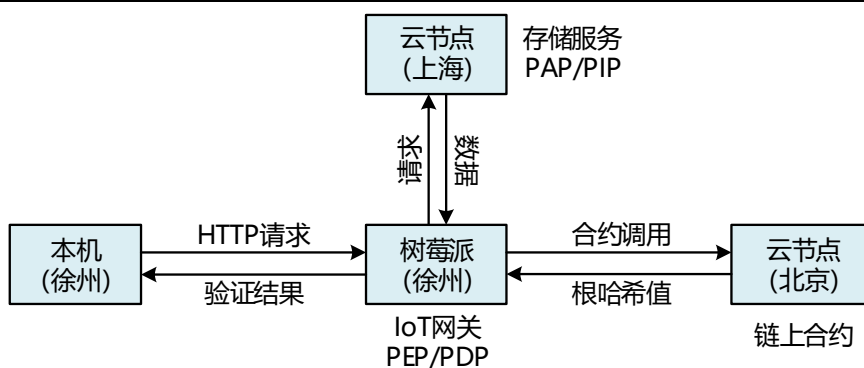 云节点
(上海)
存储服务
PAP/PIP
请求
数据
本机
(徐州)
HTTP请求
验证结果
树莓派
(徐州)
合约调用
根哈希值
云节点
(北京)
IoT网关
PEP/PDP
链上合约